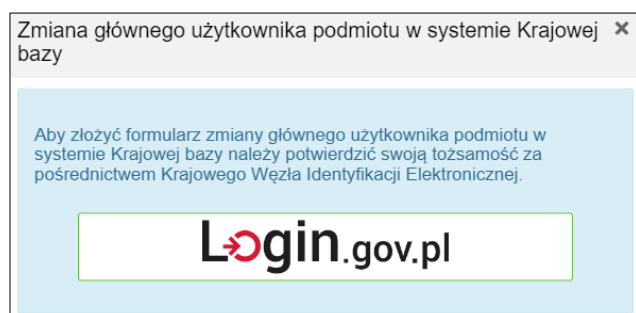 Zmiana głównego użytkownika podmiotu w systemie Krajowej ×
bazy
Aby złożyć formularz zmiany głównego użytkownika podmiotu w
systemie Krajowej bazy należy potwierdzić swoją tożsamość za
pośrednictwem Krajowego Węzła Identyfikacji Elektronicznej.
Login.gov.pl